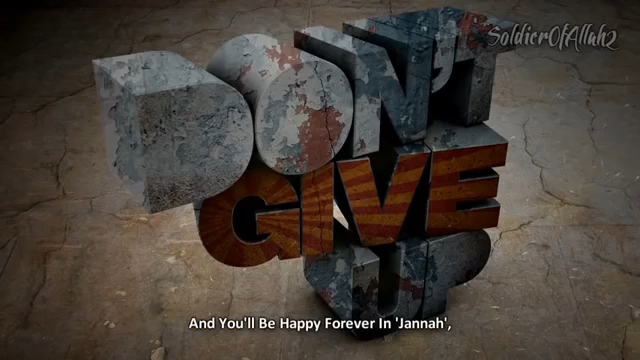 SoldierOfAllah2
DON'T
GIVE
UP
And You'll Be Happy Forever In 'Jannah',